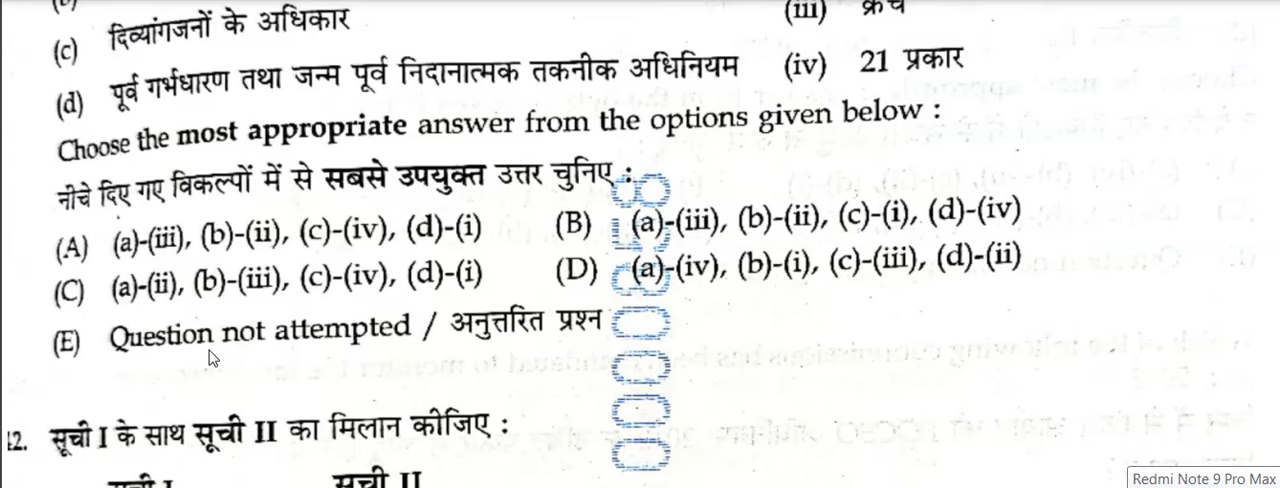 (c) दिव्यांगजनों के अधिकार (iii) क्रेच
(d) पूर्व गर्भधारण तथा जन्म पूर्व निदानात्मक तकनीक अधिनियम (iv) 21 प्रकार
Choose the most appropriate answer from the options given below :
नीचे दिए गए विकल्पों में से सबसे उपयुक्त उत्तर चुनिए :
(A) (a)-(iii), (b)-(ii), (c)-(iv), (d)-(i) (B) (a)-(iii), (b)-(ii), (c)-(i), (d)-(iv)
(C) (a)-(ii), (b)-(iii), (c)-(iv), (d)-(i) (D) (a)-(iv), (b)-(i), (c)-(iii), (d)-(ii)
(E) Question not attempted / अनुत्तरित प्रश्न
12. सूची I के साथ सूची II का मिलान कीजिए :
सूची I सूची II
Redmi Note 9 Pro Max